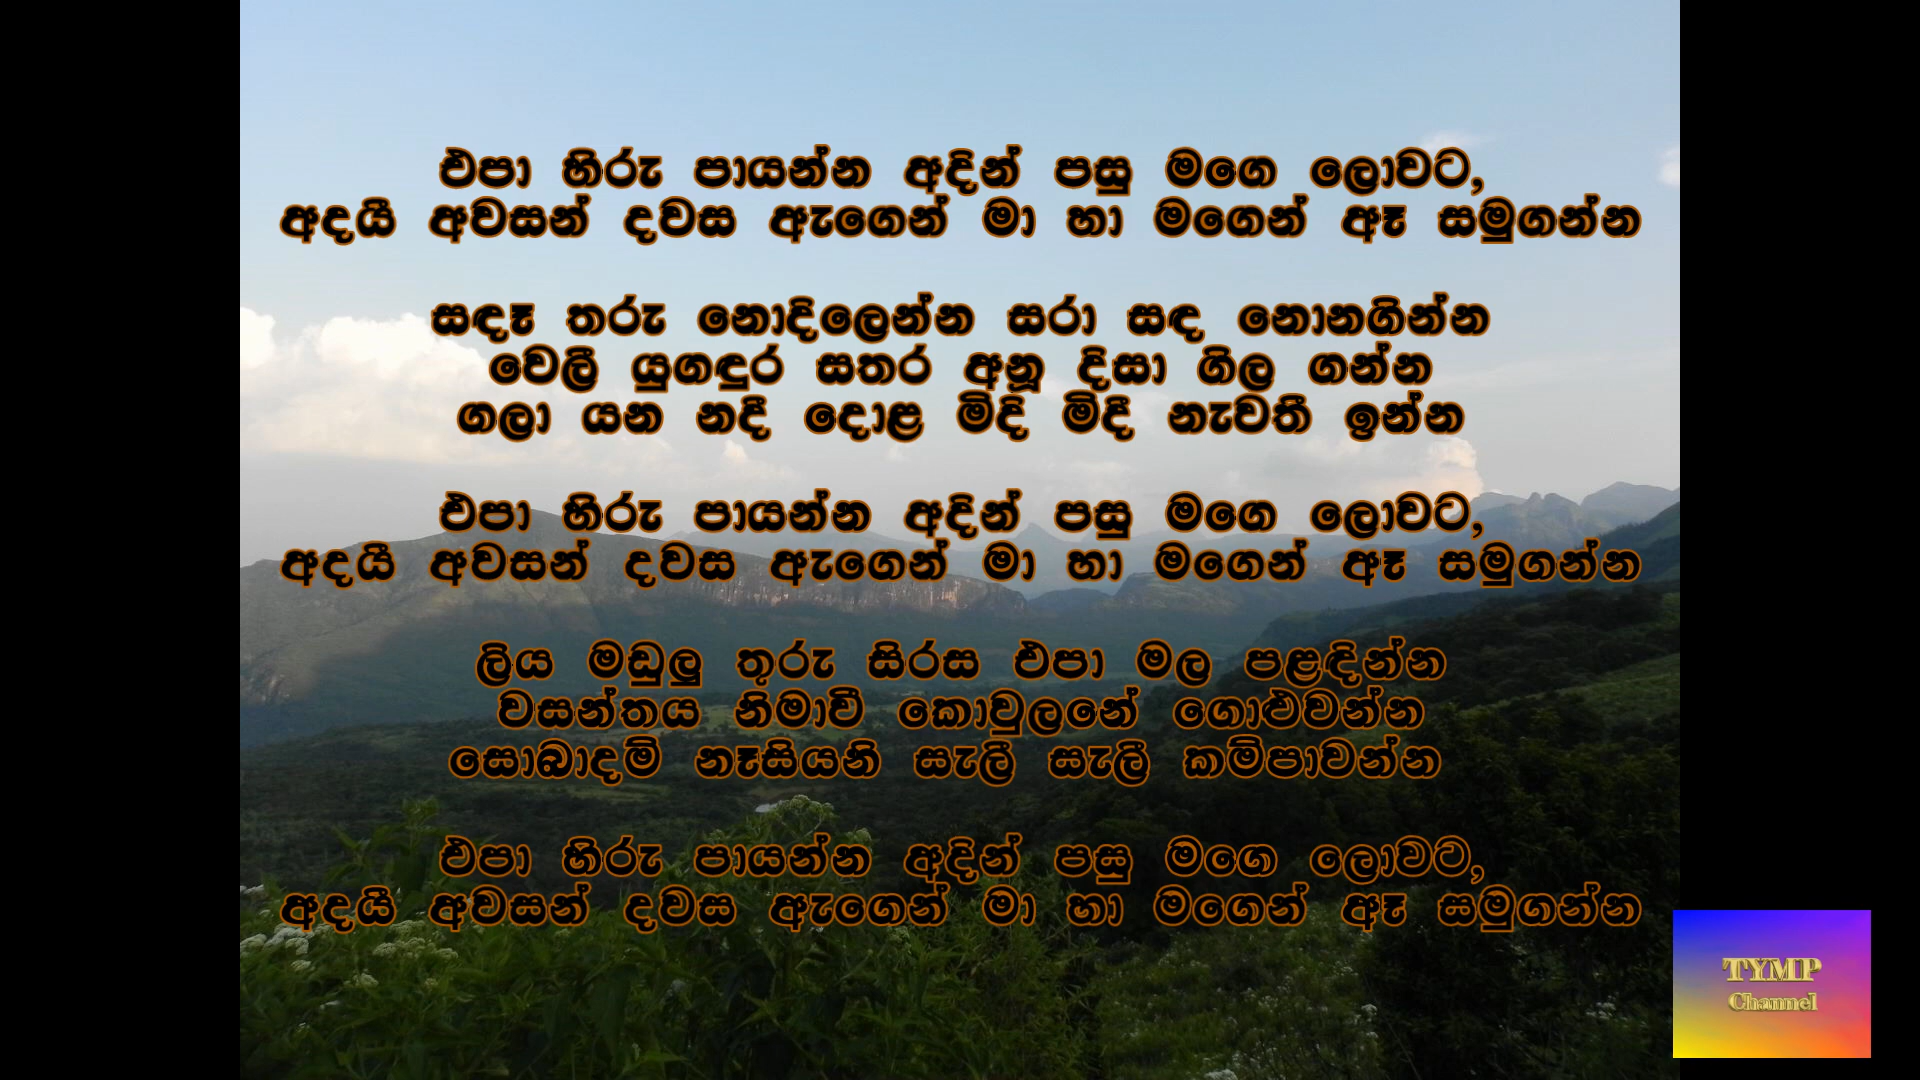 එපා හිරු පායන්න අදින් පසු මගෙ ලොවට,
අදයි අවසන් දවස ඇගෙන් මා හා මගෙන් ඈ සමුගන්න
සඳෑ තරු නොදිලෙන්න සරා සඳ නොනගින්න
වෙලී යුගඳුර සතර අනූ දිසා ගිල ගන්න
ගලා යන නදී දොළ මිදි මිදී නැවතී ඉන්න
එපා හිරු පායන්න අදින් පසු මගෙ ලොවට,
අදයි අවසන් දවස ඇගෙන් මා හා මගෙන් ඈ සමුගන්න
ලිය මඩුලු තුරු සිරස එපා මල පළඳින්න
වසන්තය නිමාවී කොවුලනේ ගොළුවන්න
සොබාදම් නෑසියනි සැලී සැලී කම්පාවන්න
එපා හිරු පායන්න අදින් පසු මගෙ ලොවට,
අදයි අවසන් දවස ඇගෙන් මා හා මගෙන් ඈ සමුගන්න
TYMP
Channel